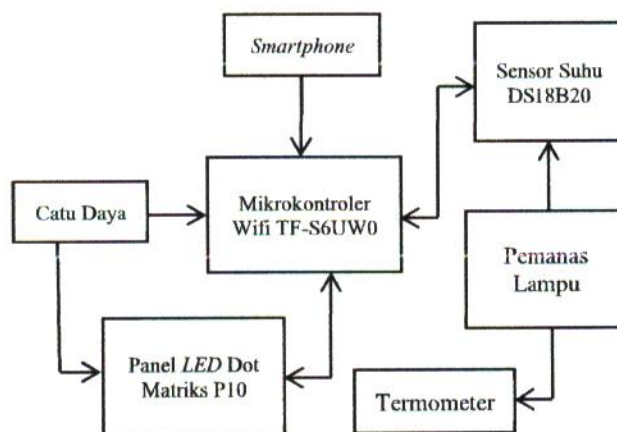 Smartphone
Sensor Suhu
DS18B20
Mikrokontroler
Wifi TF-S6UW0
Catu Daya
Pemanas
Lampu
Panel LED Dot
Matriks P10
Termometer